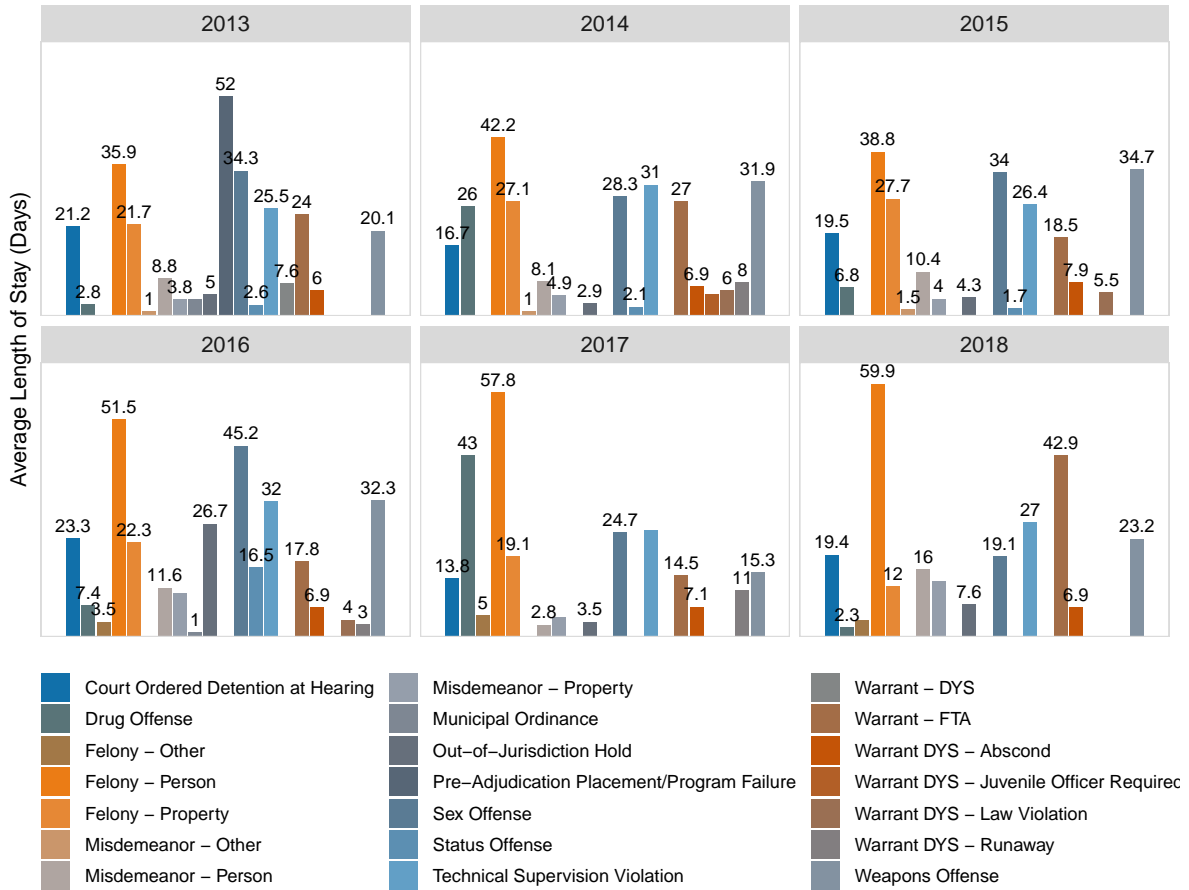 2013 2014 2015
Average Length of Stay (Days)
21.2 2.8 35.9 21.7 1 8.8 3.8 5 52 34.3 2.6 25.5 7.6 24 6 20.1
16.7 26 42.2 27.1 1 8.1 4.9 2.9 28.3 2.1 31 27 6.9 6 8 31.9
19.5 6.8 38.8 27.7 1.5 10.4 4 4.3 34 1.7 26.4 18.5 7.9 5.5 34.7
2016 2017 2018
23.3 7.4 3.5 51.5 22.3 11.6 1 26.7 45.2 16.5 32 17.8 6.9 4 3 32.3
13.8 43 5 57.8 19.1 2.8 3.5 24.7 14.5 7.1 11 15.3
19.4 2.3 59.9 12 16 7.6 19.1 27 42.9 6.9 23.2
Court Ordered Detention at Hearing
Drug Offense
Felony − Other
Felony − Person
Felony − Property
Misdemeanor − Other
Misdemeanor − Person
Misdemeanor − Property
Municipal Ordinance
Out−of−Jurisdiction Hold
Pre−Adjudication Placement/Program Failure
Sex Offense
Status Offense
Technical Supervision Violation
Warrant − DYS
Warrant − FTA
Warrant DYS − Abscond
Warrant DYS − Juvenile Officer Required
Warrant DYS − Law Violation
Warrant DYS − Runaway
Weapons Offense